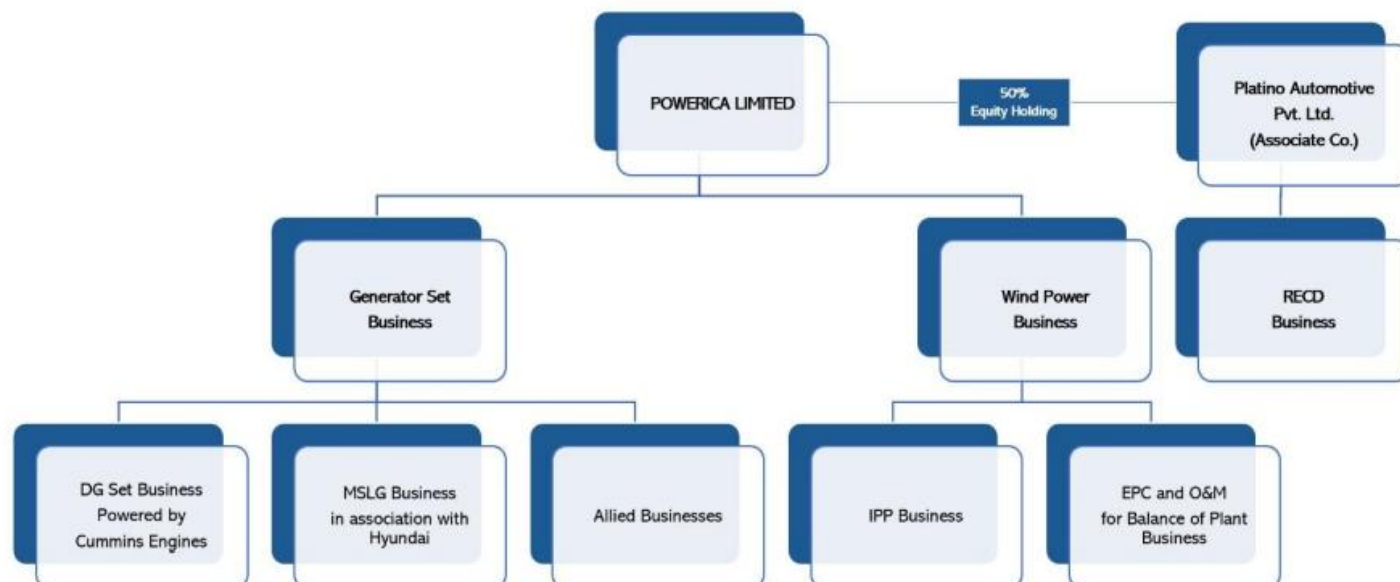 POWERICA LIMITED
50%
Equity Holding
Platino Automotive
Pvt. Ltd.
(Associate Co.)
Generator Set
Business
Wind Power
Business
RECD
Business
DG Set Business
Powered by
Cummins Engines
MSLG Business
in association with
Hyundai
Allied Businesses
IPP Business
EPC and O&M
for Balance of Plant
Business